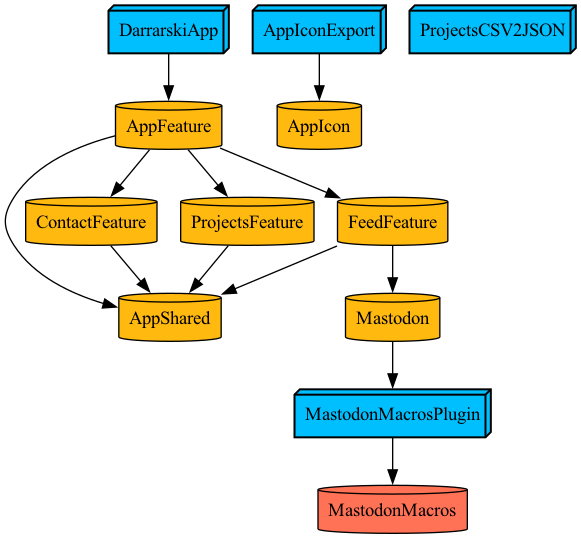 DarrarskiApp
AppIconExport
ProjectsCSV2JSON
AppFeature
AppIcon
ContactFeature
ProjectsFeature
FeedFeature
AppShared
Mastodon
MastodonMacrosPlugin
MastodonMacros